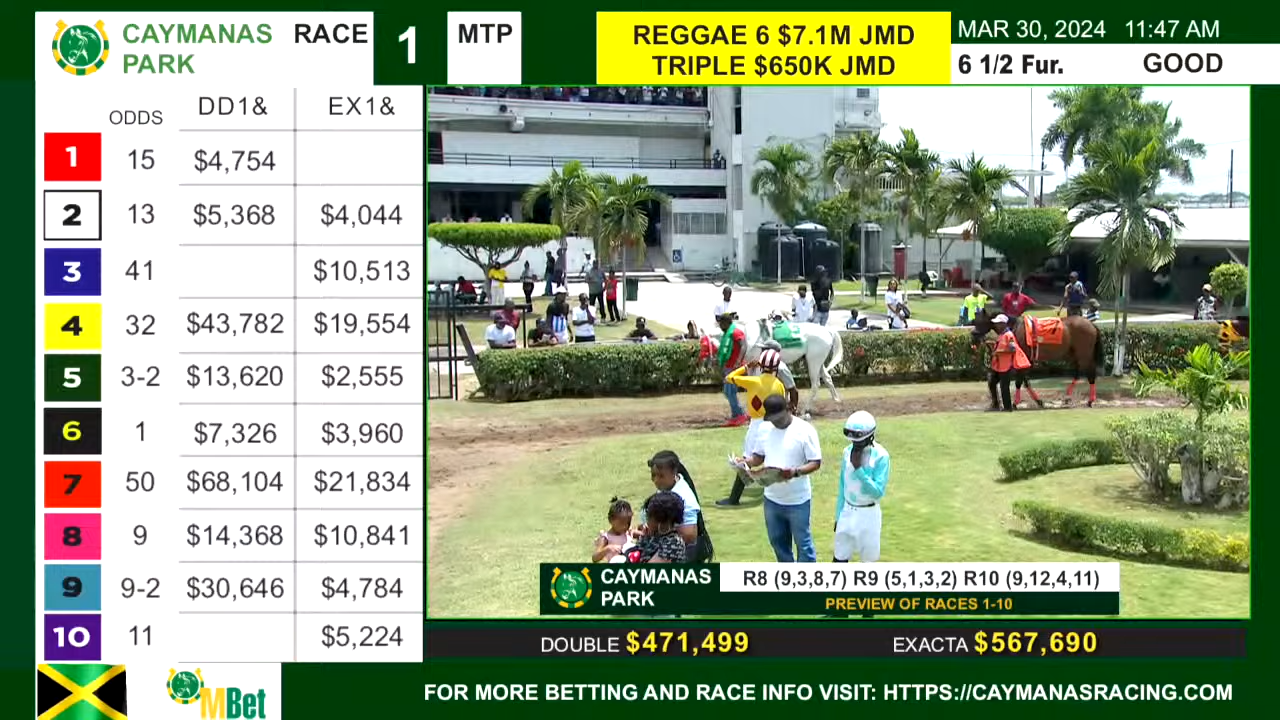 CAYMANAS
PARK
RACE 1
MTP
REGGAE 6 $7.1M JMD
TRIPLE $650K JMD
MAR 30, 2024 11:47 AM
6 1/2 Fur. GOOD
ODDS DD1& EX1&
1 15 $4,754
2 13 $5,368 $4,044
3 41 $10,513
4 32 $43,782 $19,554
5 3-2 $13,620 $2,555
6 1 $7,326 $3,960
7 50 $68,104 $21,834
8 9 $14,368 $10,841
9 9-2 $30,646 $4,784
10 11 $5,224
CAYMANAS
PARK
R8 (9,3,8,7) R9 (5,1,3,2) R10 (9,12,4,11)
PREVIEW OF RACES 1-10
DOUBLE $471,499 EXACTA $567,690
MBet
FOR MORE BETTING AND RACE INFO VISIT: HTTPS://CAYMANASRACING.COM